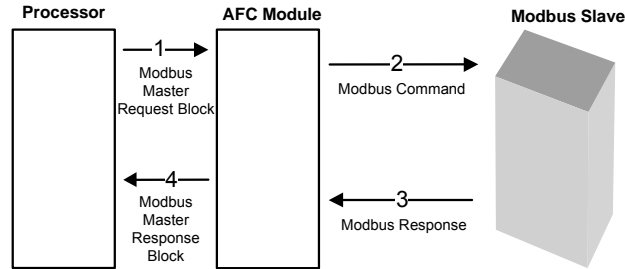 Processor
AFC Module
Modbus Slave
1
Modbus
Master
Request Block
2
Modbus Command
4
Modbus
Master
Response
Block
3
Modbus Response